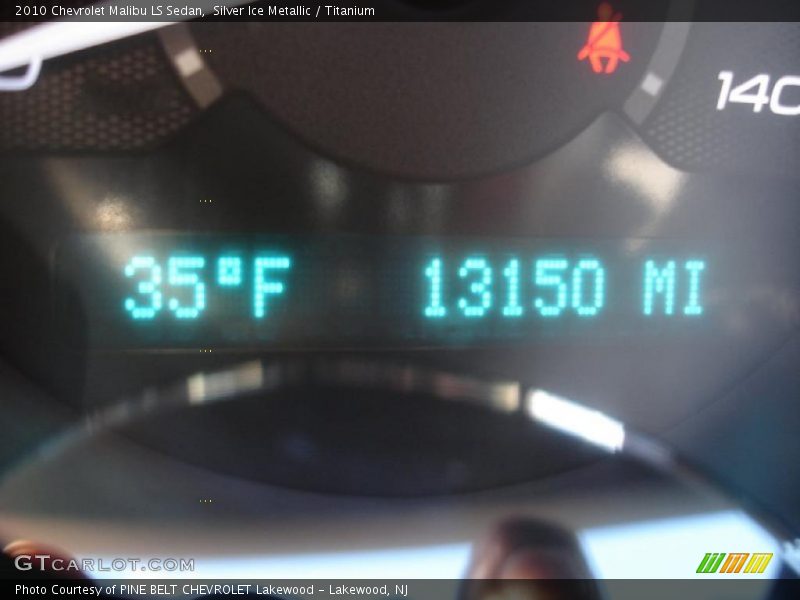 2010 Chevrolet Malibu LS Sedan,  Silver Ice Metallic / Titanium
140
35°F 13150 MI
GTCARLOT.COM
Photo Courtesy of PINE BELT CHEVROLET Lakewood - Lakewood, NJ